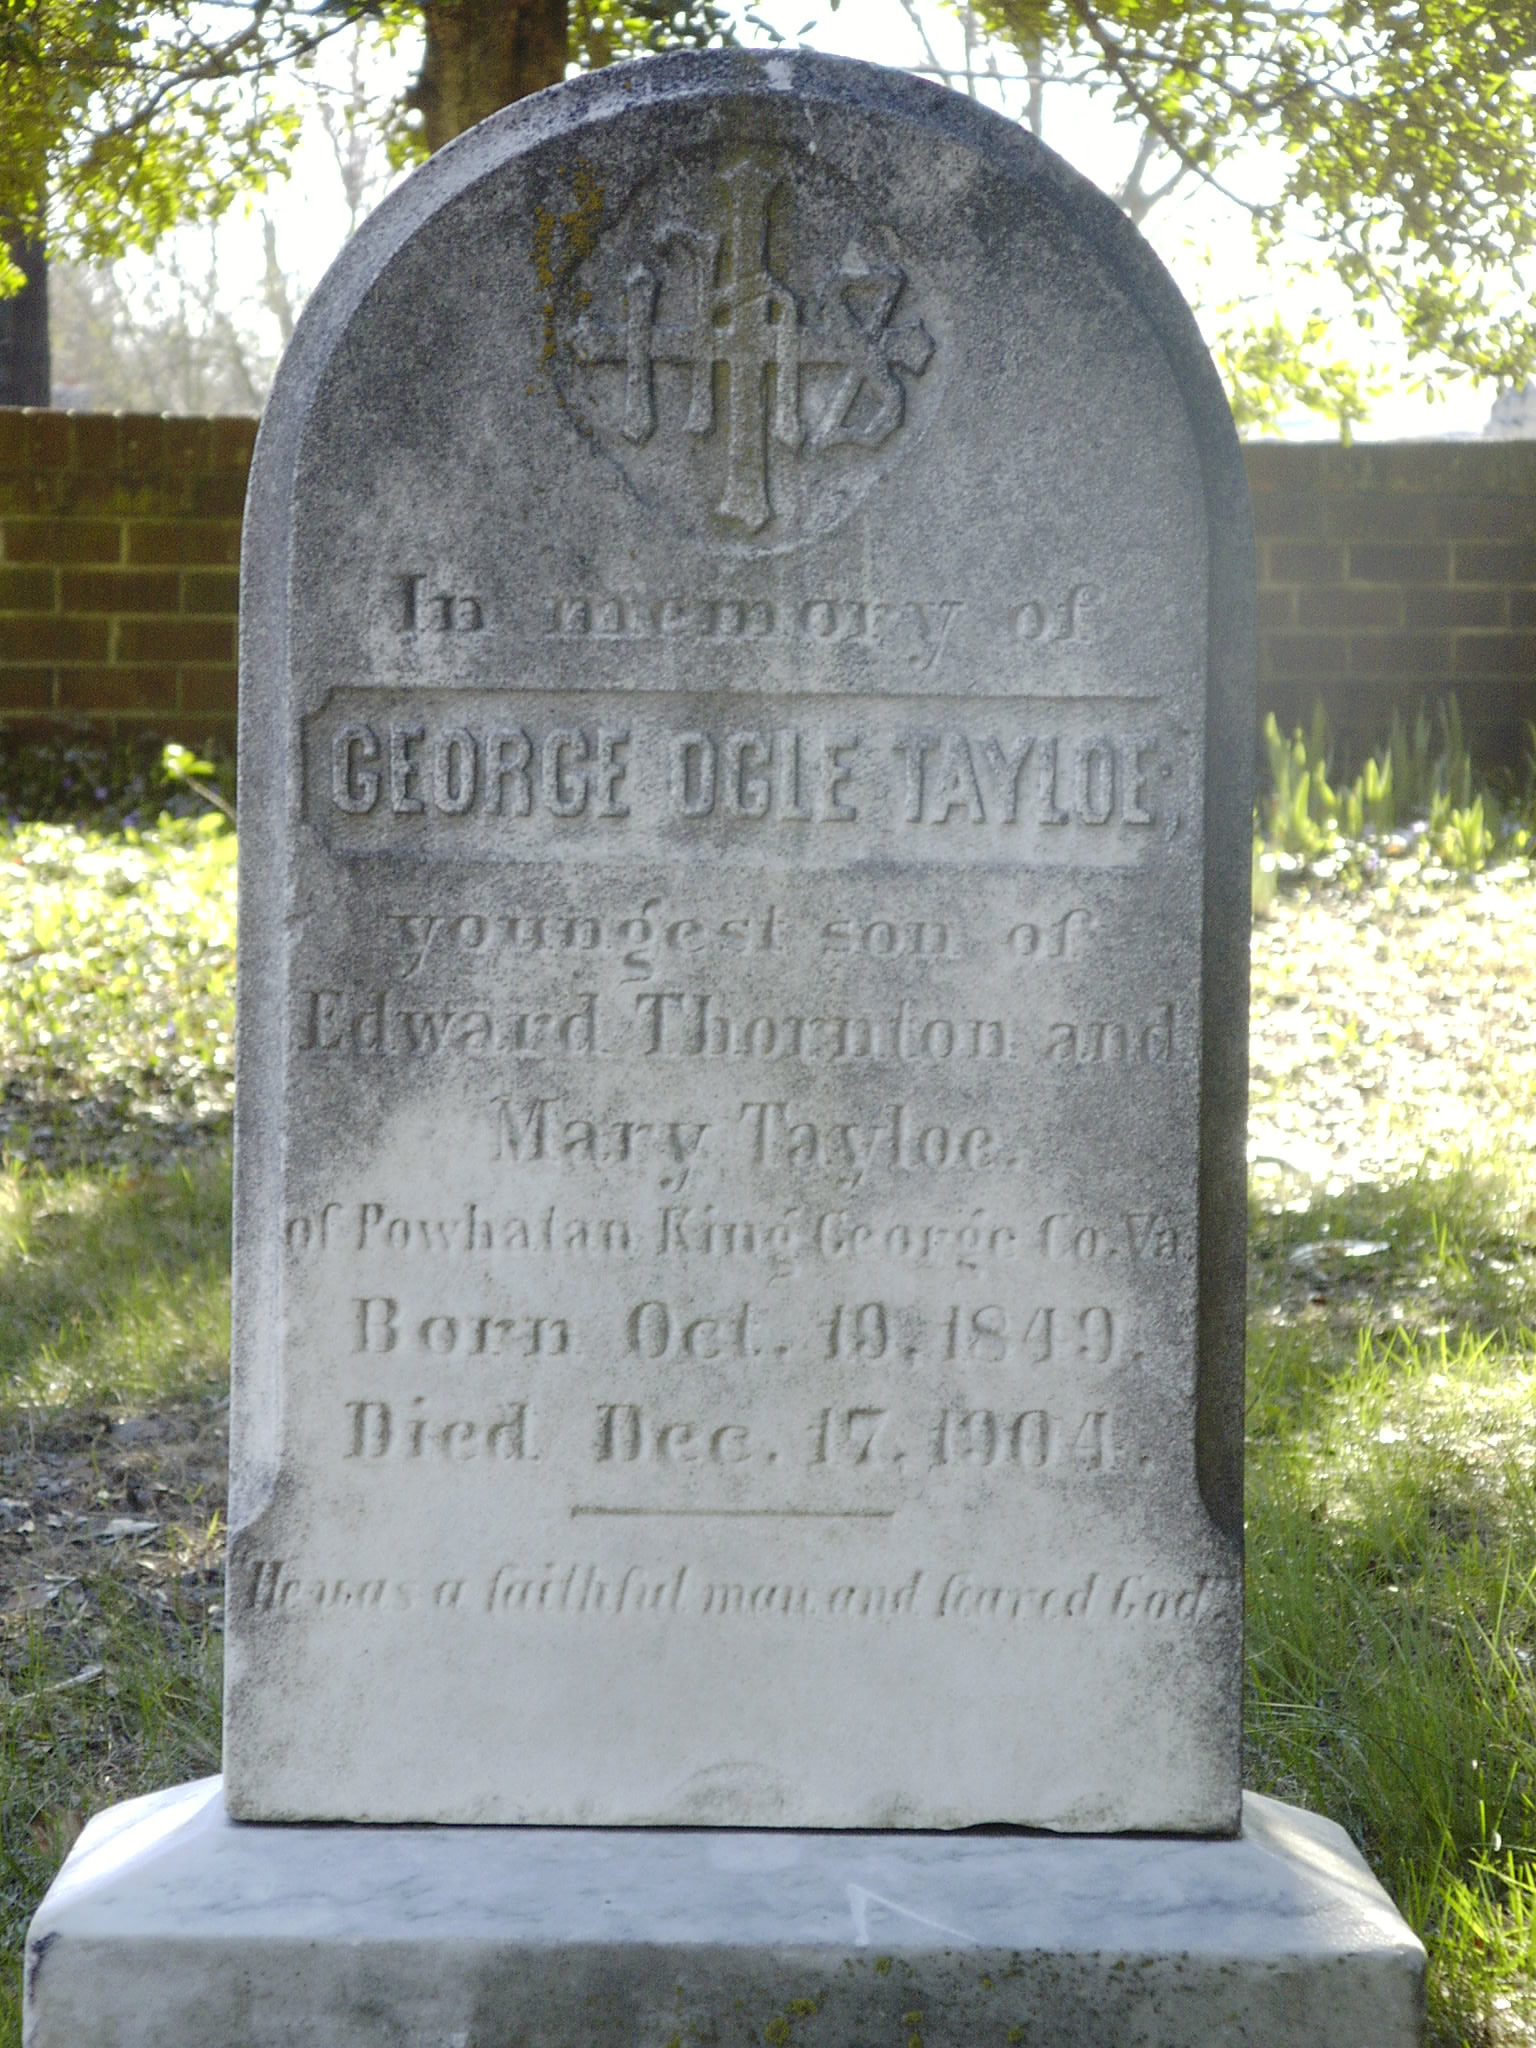 IHS
In memory of
GEORGE OGLE TAYLOE;
youngest son of
Edward Thornton and
Mary Tayloe.
of Powhatan King George Co. Va.
Born Oct. 19. 1849.
Died Dec. 17. 1904.
"He was a faithful man and feared God".